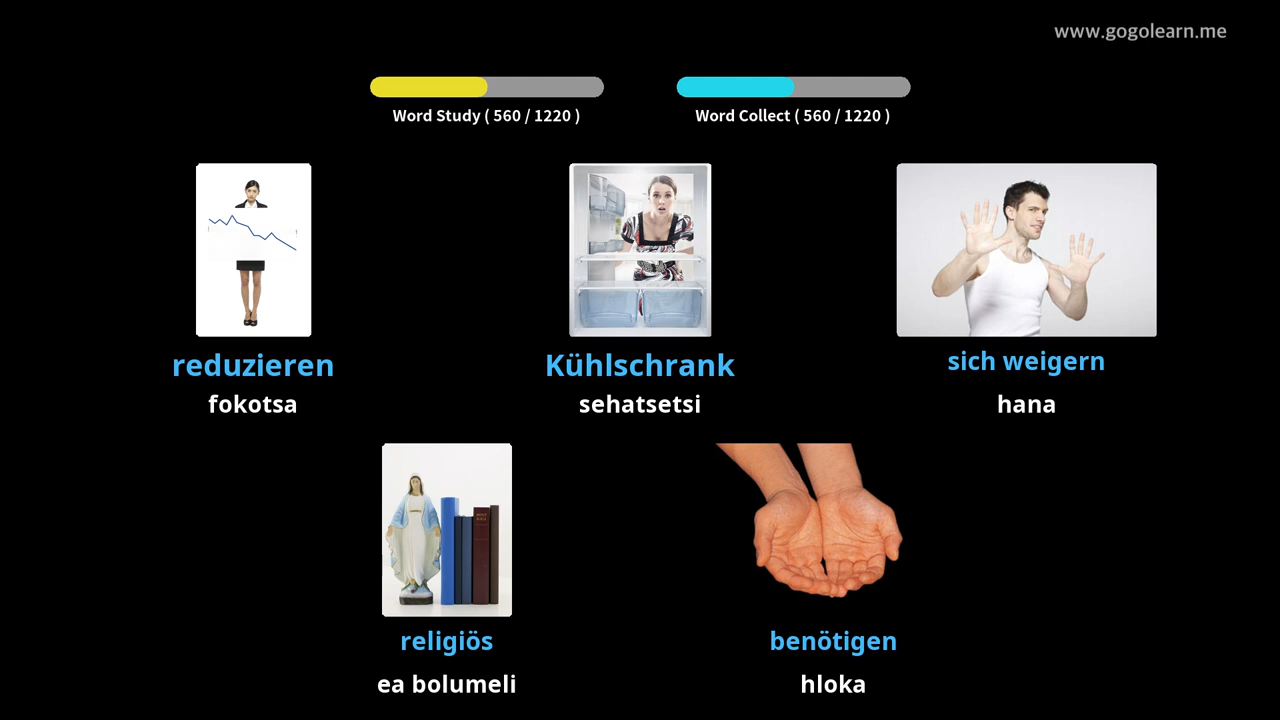 www.gogolearn.me
Word Study ( 560 / 1220 )
Word Collect ( 560 / 1220 )
reduzieren
fokotsa
Kühlschrank
sehatsetsi
sich weigern
hana
religiös
ea bolumeli
benötigen
hloka